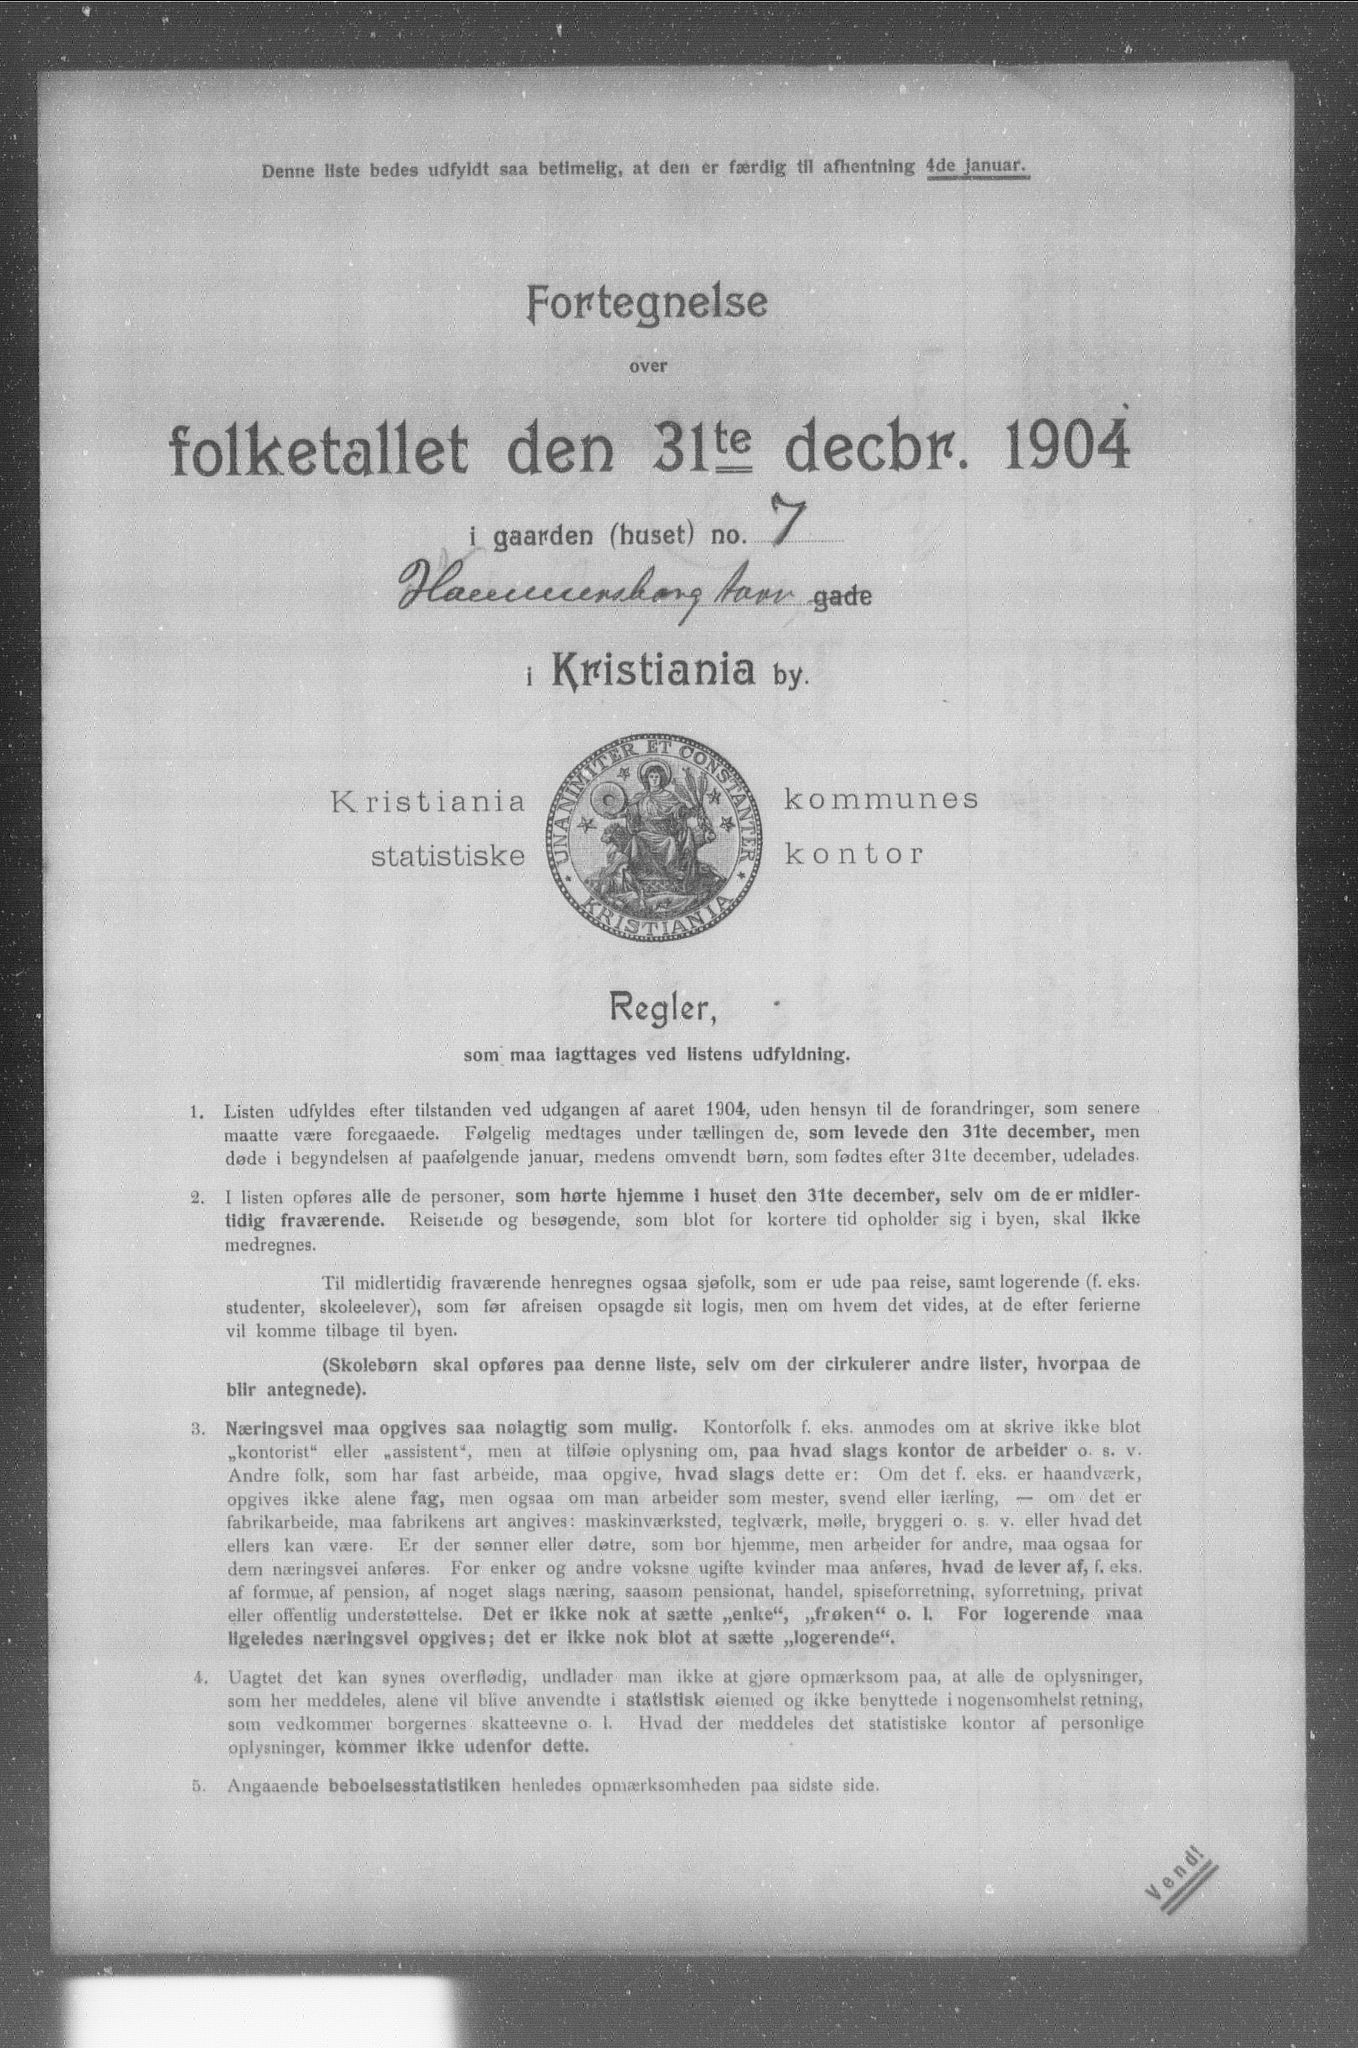 Denne liste bedes udfyldt saa betimelig, at den er færdig til afhentning 4de januar.
Fortegnelse
over
folketallet den 31te decbr. 1904
i gaarden (huset) no. 7
Hammersborg torv gade
i Kristiania by.
Kristiania kommunes
statistiske kontor
UNANIMITER ET CONSTANTER
KRISTIANIA
Regler,
som maa iagttages ved listens udfyldning.
1. Listen udfyldes efter tilstanden ved udgangen af aaret 1904, uden hensyn til de forandringer, som senere
maatte være foregaaede. Følgelig medtages under tællingen de, som levede den 31te december, men
døde i begyndelsen af paafølgende januar, medens omvendt børn, som fødtes efter 31te december, udelades.
2. I listen opføres alle de personer, som hørte hjemme i huset den 31te december, selv om de er midler-
tidig fraværende. Reisende og besøgende, som blot for kortere tid opholder sig i byen, skal ikke
medregnes.
Til midlertidig fraværende henregnes ogsaa sjøfolk, som er ude paa reise, samt logerende (f. eks.
studenter, skoleelever), som før afreisen opsagde sit logis, men om hvem det vides, at de efter ferierne
vil komme tilbage til byen.
(Skolebørn skal opføres paa denne liste, selv om der cirkulerer andre lister, hvorpaa de
blir antegnede).
3. Næringsvei maa opgives saa nøiagtig som mulig. Kontorfolk f. eks. anmodes om at skrive ikke blot
„kontorist“ eller „assistent“, men at tilføie oplysning om, paa hvad slags kontor de arbeider o. s. v.
Andre folk, som har fast arbeide, maa opgive, hvad slags dette er: Om det f. eks. er haandværk,
opgives ikke alene fag, men ogsaa om man arbeider som mester, svend eller lærling, — om det er
fabrikarbeide, maa fabrikens art angives: maskinværksted, teglværk, mølle, bryggeri o. s. v. eller hvad det
ellers kan være. Er der sønner eller døtre, som bor hjemme, men arbeider for andre, maa ogsaa for
dem næringsvei anføres. For enker og andre voksne ugifte kvinder maa anføres, hvad de lever af, f. eks.
af formue, af pension, af noget slags næring, saasom pensionat, handel, spiseforretning, syforretning, privat
eller offentlig understøttelse. Det er ikke nok at sætte „enke“, „frøken“ o. l. For logerende maa
ligeledes næringsvei opgives; det er ikke nok blot at sætte „logerende“.
4. Uagtet det kan synes overflødig, undlader man ikke at gjøre opmærksom paa, at alle de oplysninger,
som her meddeles, alene vil blive anvendte i statistisk øiemed og ikke benyttede i nogensomhelst retning,
som vedkommer borgernes skatteevne o. l. Hvad der meddeles det statistiske kontor af personlige
oplysninger, kommer ikke udenfor dette.
5. Angaaende beboelsesstatistiken henledes opmærksomheden paa sidste side.
Vend!